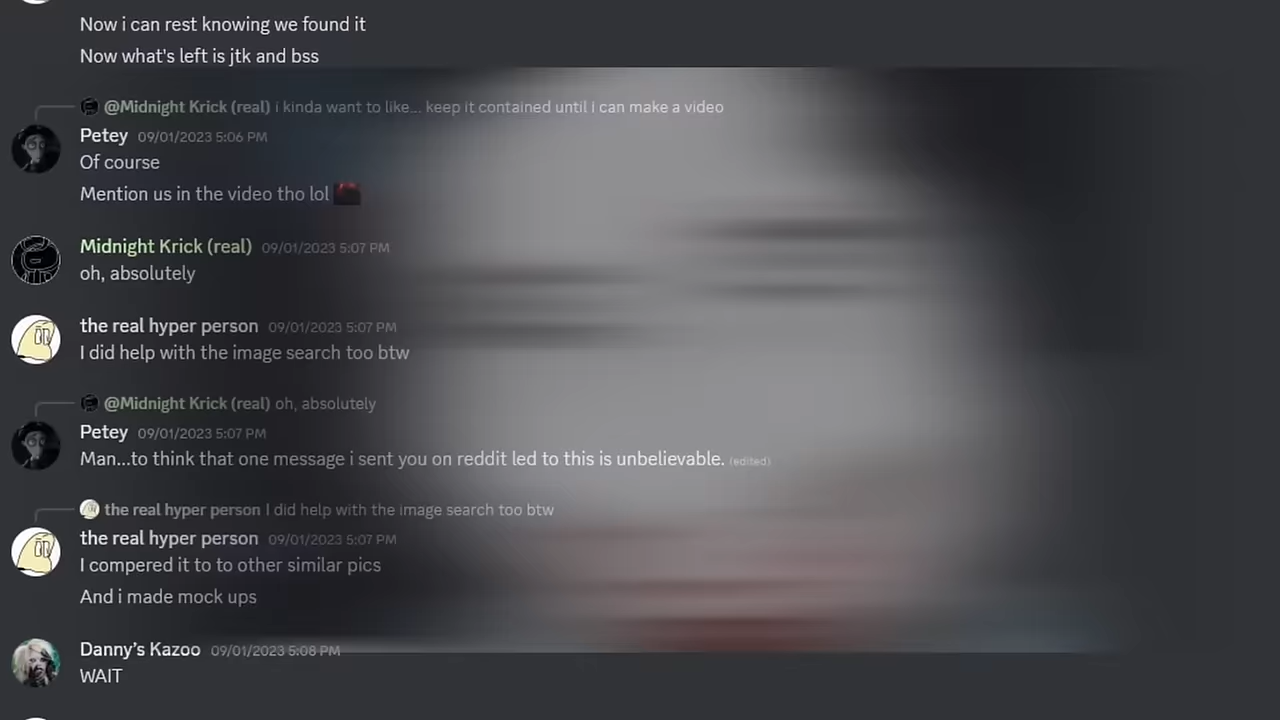 Now i can rest knowing we found it
Now what's left is jtk and bss
@Midnight Krick (real) i kinda want to like... keep it contained until i can make a video
Petey 09/01/2023 5:06 PM
Of course
Mention us in the video tho lol
Midnight Krick (real) 09/01/2023 5:07 PM
oh, absolutely
the real hyper person 09/01/2023 5:07 PM
I did help with the image search too btw
@Midnight Krick (real) oh, absolutely
Petey 09/01/2023 5:07 PM
Man...to think that one message i sent you on reddit led to this is unbelievable. (edited)
the real hyper person I did help with the image search too btw
the real hyper person 09/01/2023 5:07 PM
I compered it to to other similar pics
And i made mock ups
Danny's Kazoo 09/01/2023 5:08 PM
WAIT